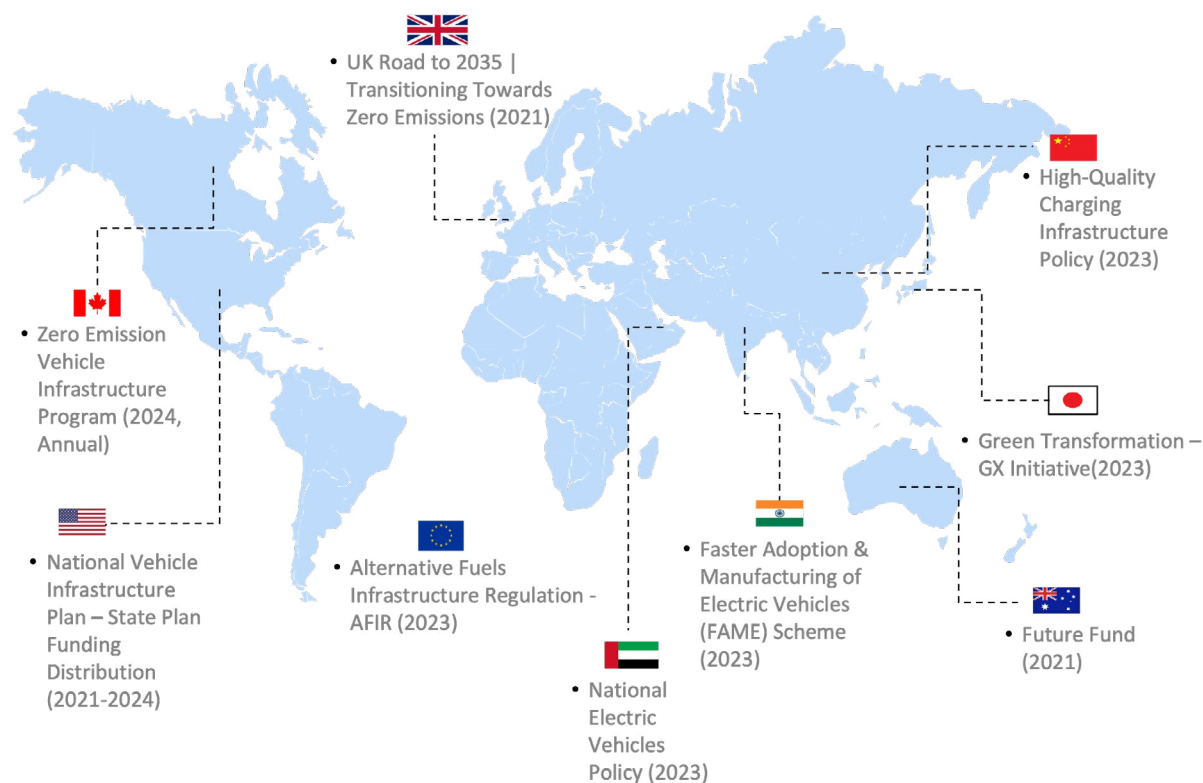 • UK Road to 2035 |
Transitioning Towards
Zero Emissions (2021)
• High-Quality
Charging
Infrastructure
Policy (2023)
• Zero Emission
Vehicle
Infrastructure
Program (2024,
Annual)
• Green Transformation –
GX Initiative(2023)
• National Vehicle
Infrastructure
Plan – State Plan
Funding
Distribution
(2021-2024)
• Alternative Fuels
Infrastructure Regulation -
AFIR (2023)
• Faster Adoption &
Manufacturing of
Electric Vehicles
(FAME) Scheme
(2023)
• Future Fund
(2021)
• National
Electric
Vehicles
Policy (2023)